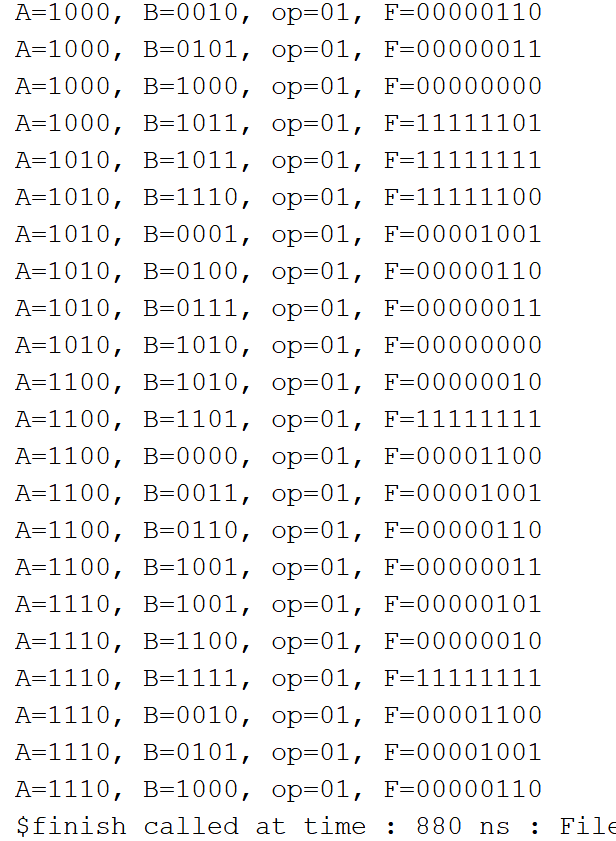 A=1000, B=0010, op=01, F=00000110
A=1000, B=0101, op=01, F=00000011
A=1000, B=1000, op=01, F=00000000
A=1000, B=1011, op=01, F=11111101
A=1010, B=1011, op=01, F=11111111
A=1010, B=1110, op=01, F=11111100
A=1010, B=0001, op=01, F=00001001
A=1010, B=0100, op=01, F=00000110
A=1010, B=0111, op=01, F=00000011
A=1010, B=1010, op=01, F=00000000
A=1100, B=1010, op=01, F=00000010
A=1100, B=1101, op=01, F=11111111
A=1100, B=0000, op=01, F=00001100
A=1100, B=0011, op=01, F=00001001
A=1100, B=0110, op=01, F=00000110
A=1100, B=1001, op=01, F=00000011
A=1110, B=1001, op=01, F=00000101
A=1110, B=1100, op=01, F=00000010
A=1110, B=1111, op=01, F=11111111
A=1110, B=0010, op=01, F=00001100
A=1110, B=0101, op=01, F=00001001
A=1110, B=1000, op=01, F=00000110
$finish called at time : 880 ns : File